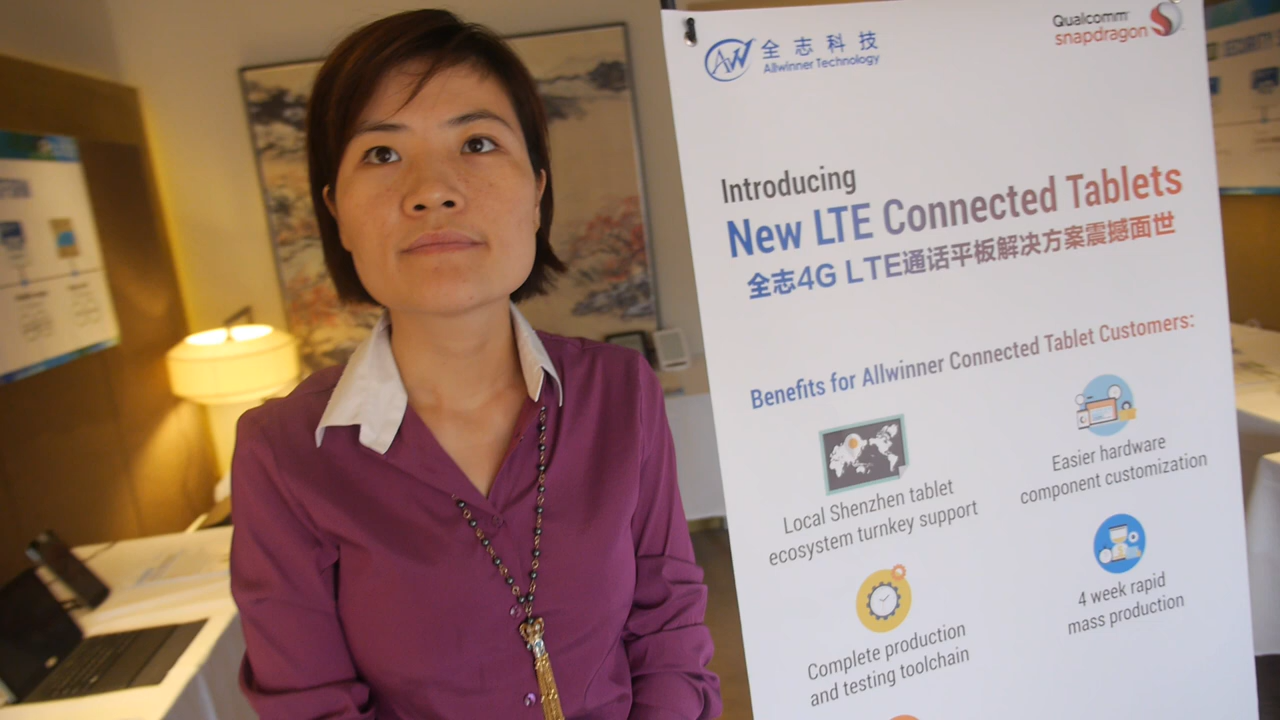 AW
全志科技
Allwinner Technology
Qualcomm
snapdragon
Introducing
New LTE Connected Tablets
全志4G LTE通话平板解决方案震撼面世
Benefits for Allwinner Connected Tablet Customers:
Local Shenzhen tablet
ecosystem turnkey support
Easier hardware
component customization
Complete production
and testing toolchain
4 week rapid
mass production
SECURITY